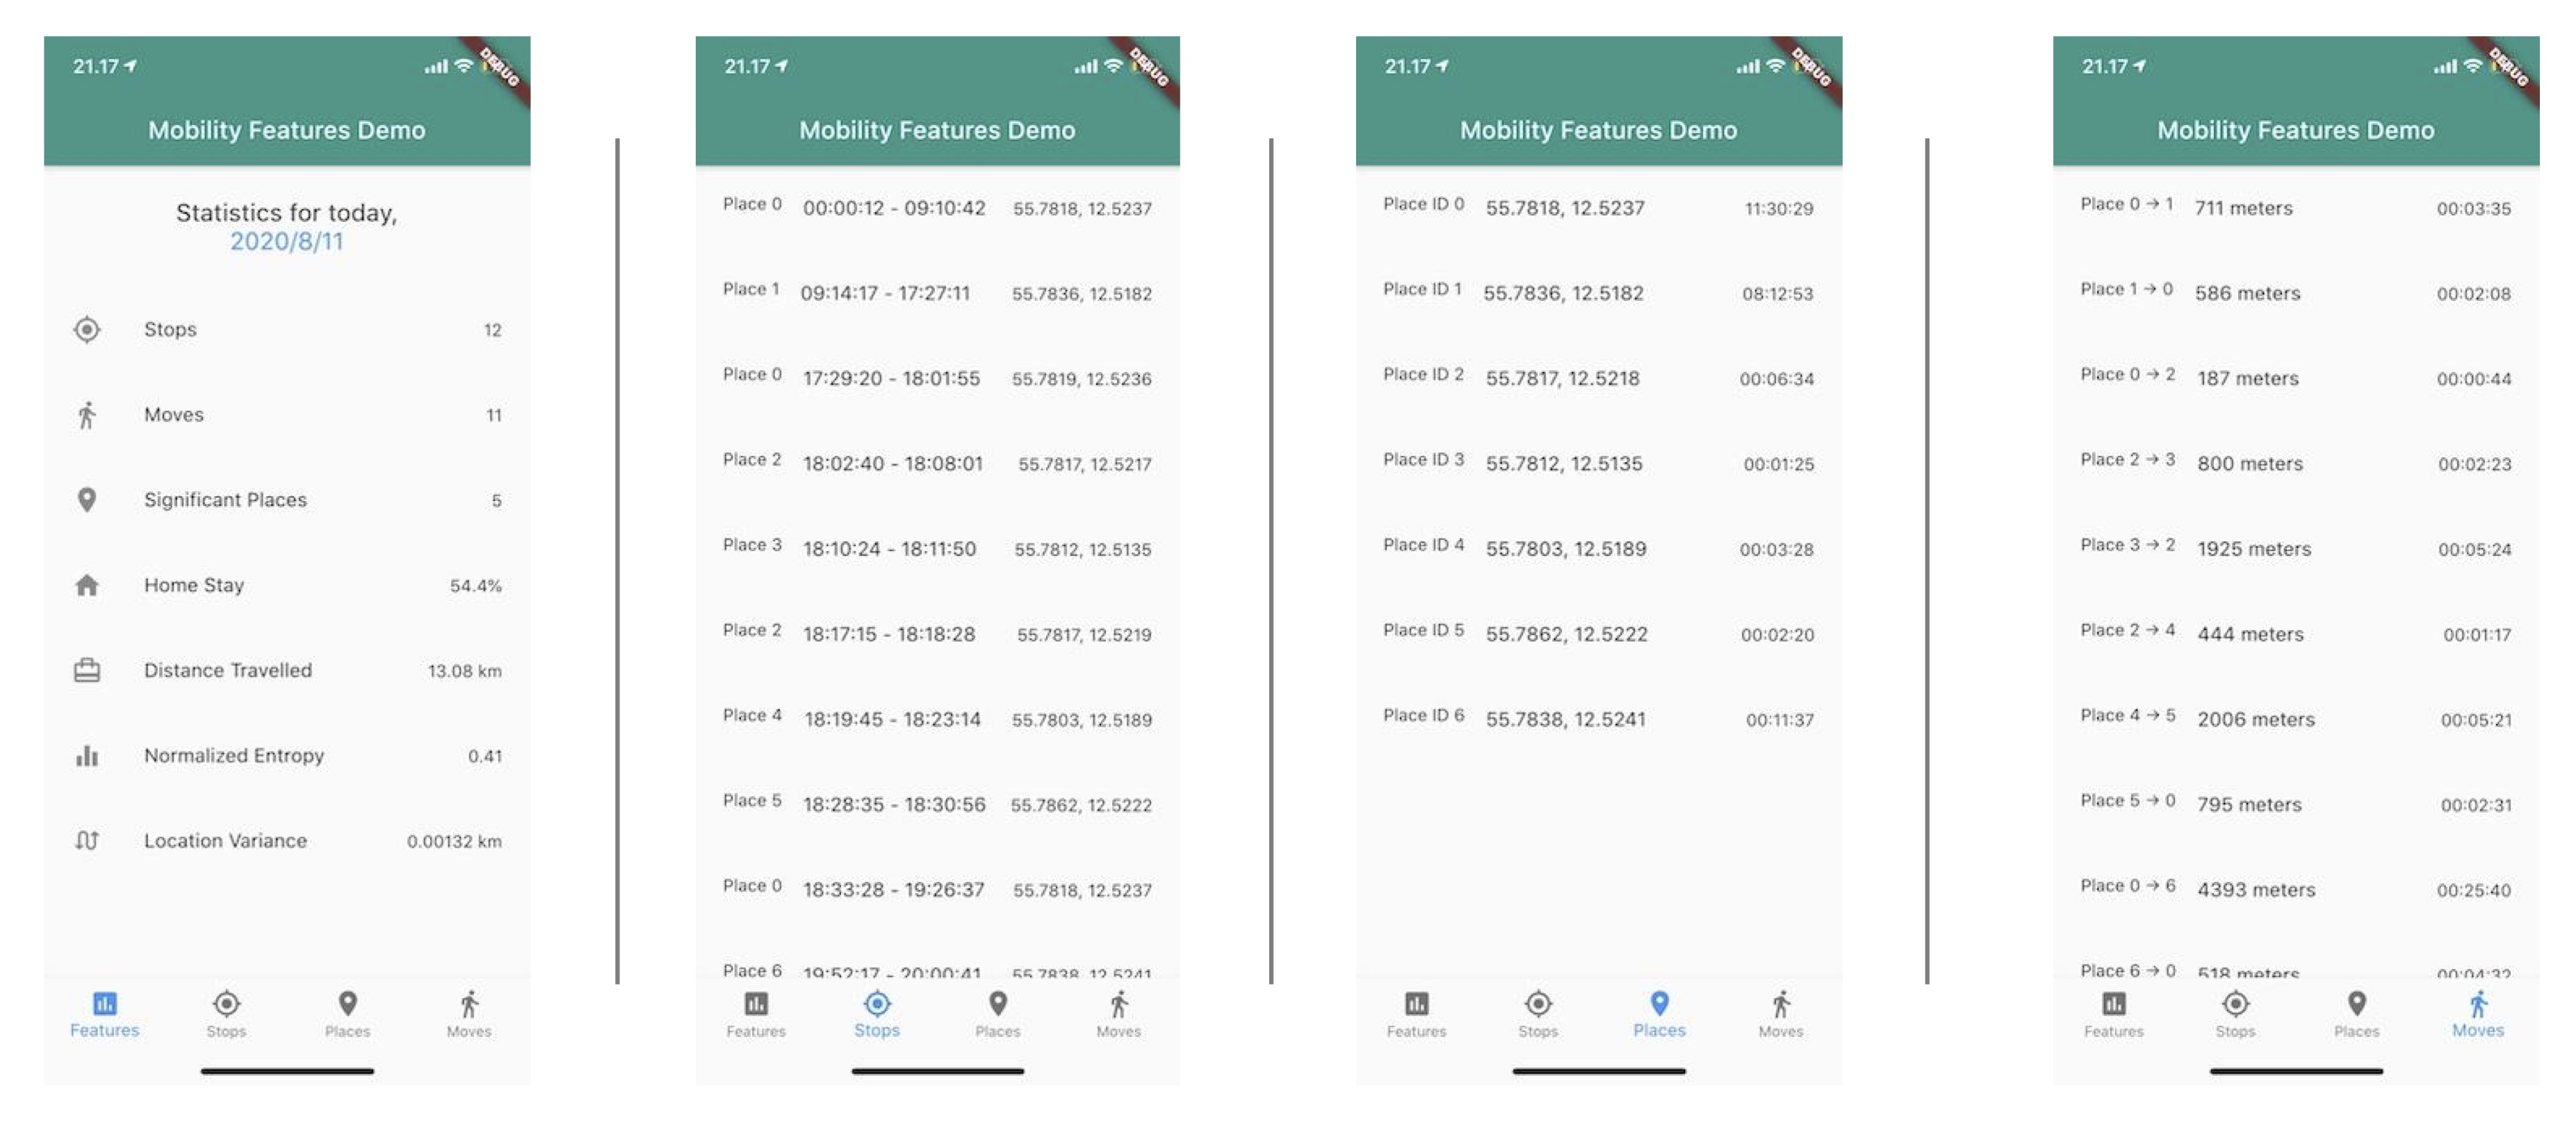 21.17
DEBUG
Mobility Features Demo
Statistics for today,
2020/8/11
Stops 12
Moves 11
Significant Places 5
Home Stay 54.4%
Distance Travelled 13.08 km
Normalized Entropy 0.41
Location Variance 0.00132 km
Features Stops Places Moves
21.17
DEBUG
Mobility Features Demo
Place 0 00:00:12 - 09:10:42 55.7818, 12.5237
Place 1 09:14:17 - 17:27:11 55.7836, 12.5182
Place 0 17:29:20 - 18:01:55 55.7819, 12.5236
Place 2 18:02:40 - 18:08:01 55.7817, 12.5217
Place 3 18:10:24 - 18:11:50 55.7812, 12.5135
Place 2 18:17:15 - 18:18:28 55.7817, 12.5219
Place 4 18:19:45 - 18:23:14 55.7803, 12.5189
Place 5 18:28:35 - 18:30:56 55.7862, 12.5222
Place 0 18:33:28 - 19:26:37 55.7818, 12.5237
Place 6 19:52:17 - 20:00:41 55.7838, 12.5241
Features Stops Places Moves
21.17
DEBUG
Mobility Features Demo
Place ID 0 55.7818, 12.5237 11:30:29
Place ID 1 55.7836, 12.5182 08:12:53
Place ID 2 55.7817, 12.5218 00:06:34
Place ID 3 55.7812, 12.5135 00:01:25
Place ID 4 55.7803, 12.5189 00:03:28
Place ID 5 55.7862, 12.5222 00:02:20
Place ID 6 55.7838, 12.5241 00:11:37
Features Stops Places Moves
21.17
DEBUG
Mobility Features Demo
Place 0 → 1 711 meters 00:03:35
Place 1 → 0 586 meters 00:02:08
Place 0 → 2 187 meters 00:00:44
Place 2 → 3 800 meters 00:02:23
Place 3 → 2 1925 meters 00:05:24
Place 2 → 4 444 meters 00:01:17
Place 4 → 5 2006 meters 00:05:21
Place 5 → 0 795 meters 00:02:31
Place 0 → 6 4393 meters 00:25:40
Place 6 → 0 518 meters 00:04:32
Features Stops Places Moves